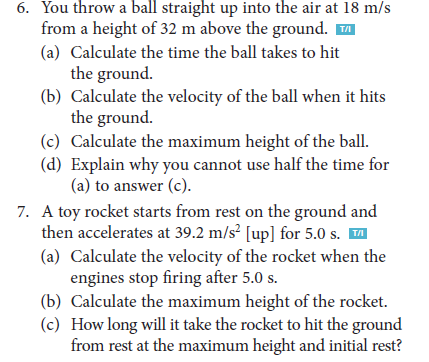 6. You throw a ball straight up into the air at 18 m/s
from a height of 32 m above the ground. T/I
(a) Calculate the time the ball takes to hit
the ground.
(b) Calculate the velocity of the ball when it hits
the ground.
(c) Calculate the maximum height of the ball.
(d) Explain why you cannot use half the time for
(a) to answer (c).
7. A toy rocket starts from rest on the ground and
then accelerates at 39.2 m/s² [up] for 5.0 s. T/I
(a) Calculate the velocity of the rocket when the
engines stop firing after 5.0 s.
(b) Calculate the maximum height of the rocket.
(c) How long will it take the rocket to hit the ground
from rest at the maximum height and initial rest?